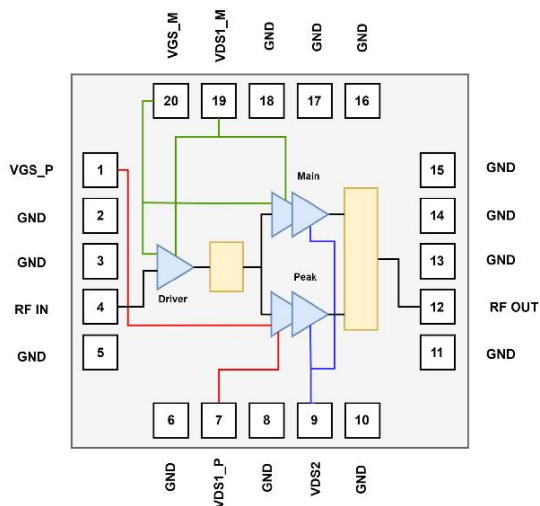 VGS_M
VDS1_M
GND
GND
GND
20
19
18
17
16
VGS_P
1
15
GND
GND
2
Main
14
GND
GND
3
13
GND
RF IN
4
Driver
Peak
12
RF OUT
GND
5
11
GND
6
7
8
9
10
GND
VDS1_P
GND
VDS2
GND